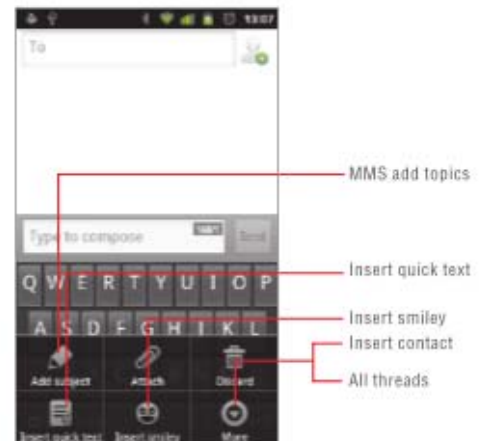 13:07
To
MMS add topics
Type to compose
Send
Insert quick text
Q W E R T Y U I O P
A S D F G H J K L
Insert smiley
Insert contact
Add subject
Attach
Discard
All threads
Insert quick text
Insert smiley
More